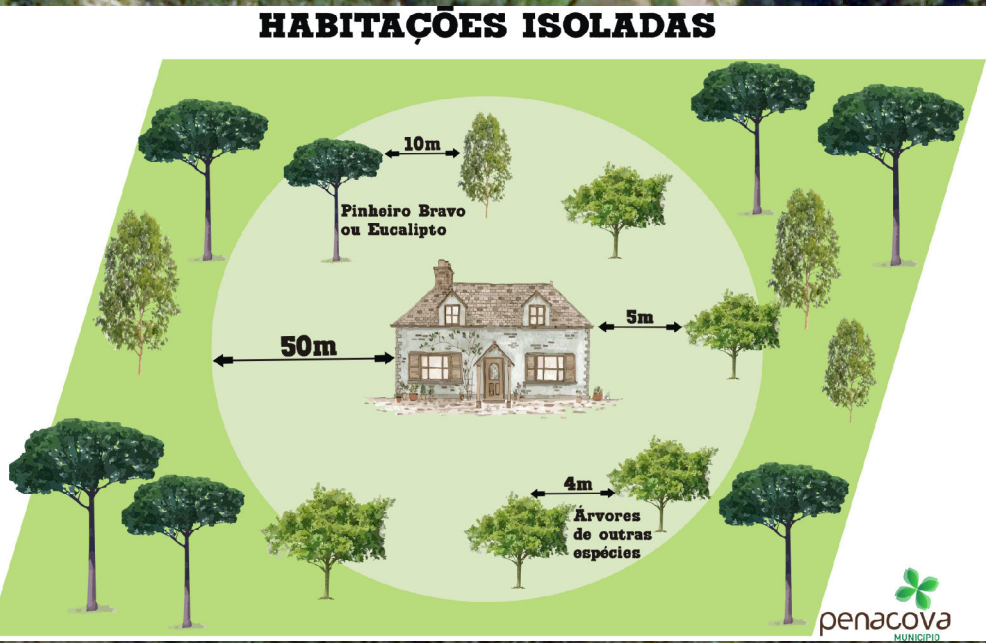 HABITAÇÕES ISOLADAS
10m
Pinheiro Bravo
ou Eucalipto
5m
50m
4m
Árvores
de outras
espécies
penacova
MUNICÍPIO